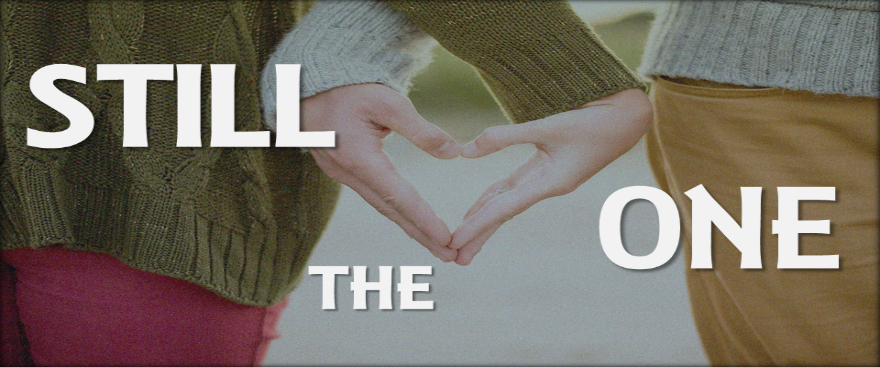 STILL
THE
ONE